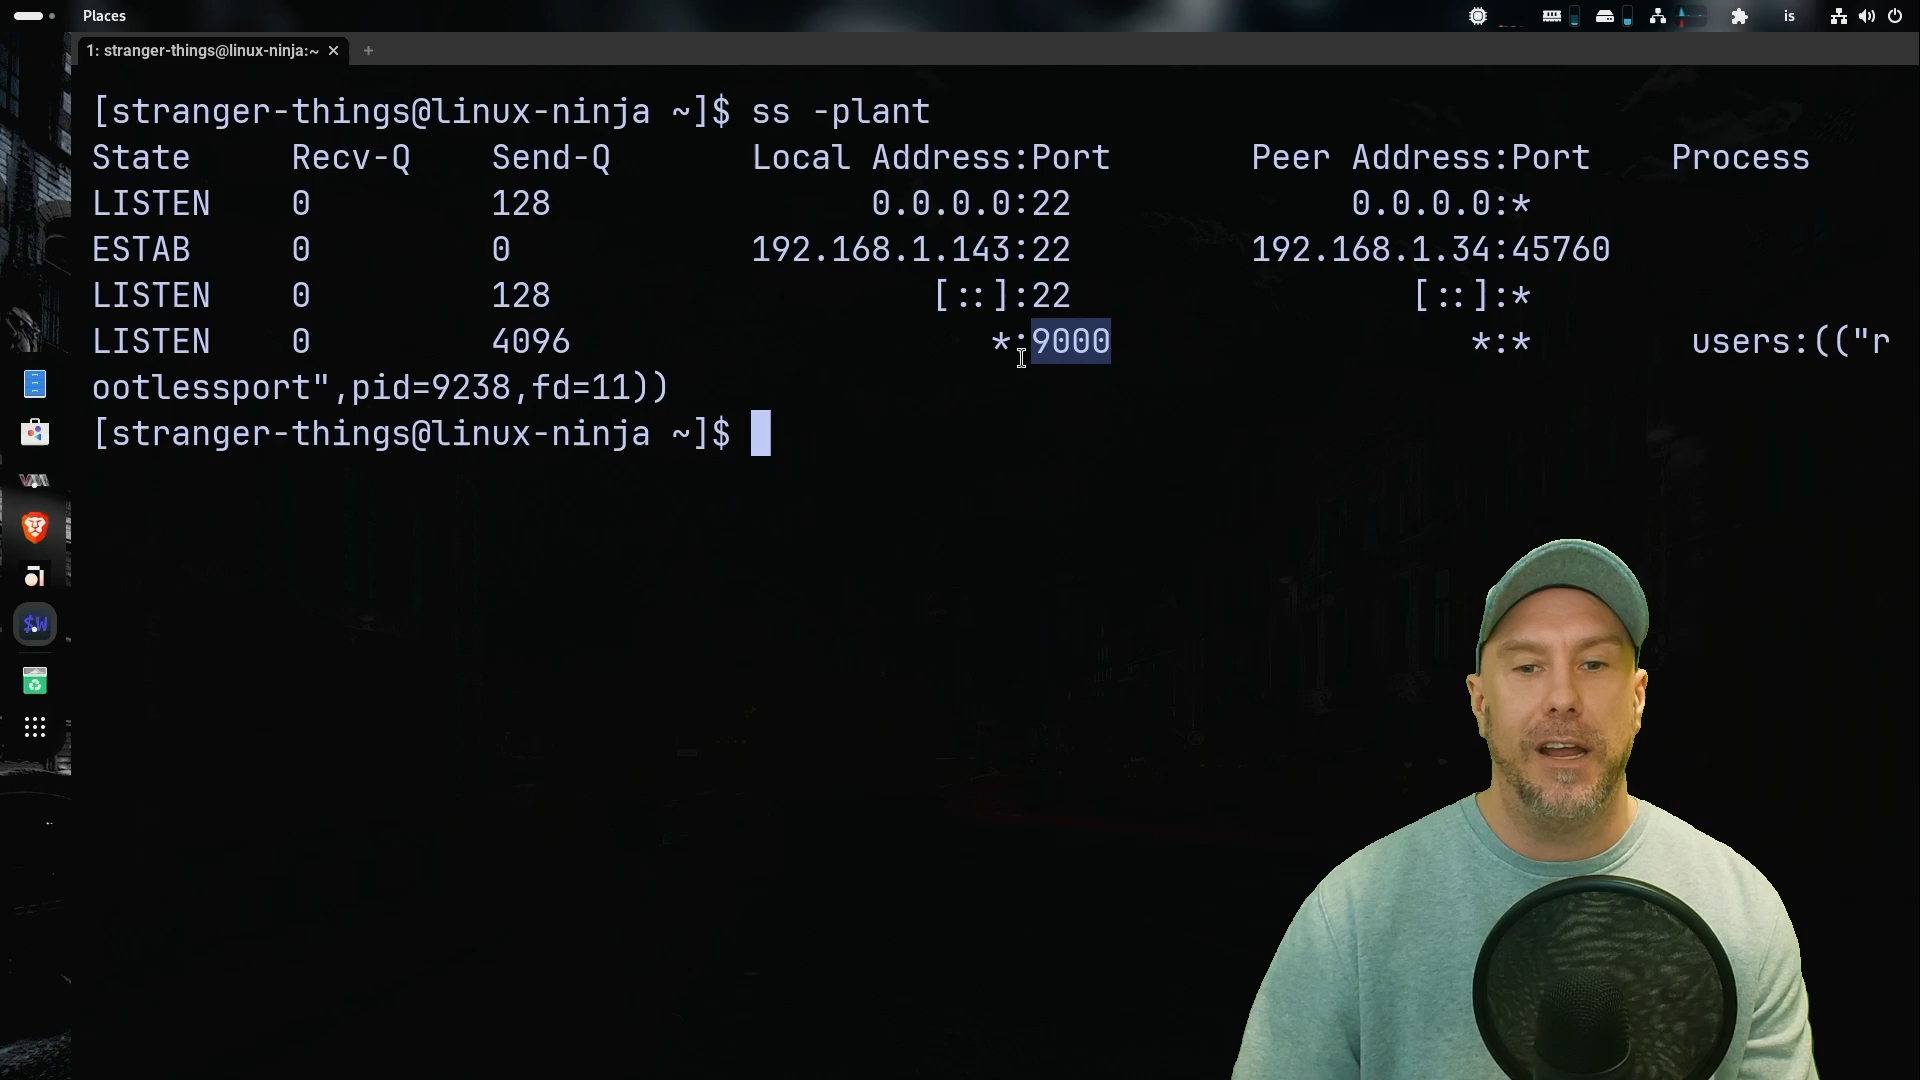 Places
is
1: stranger-things@linux-ninja:~
[stranger-things@linux-ninja ~]$ ss -plant
State Recv-Q Send-Q Local Address:Port Peer Address:Port Process
LISTEN 0 128 0.0.0.0:22 0.0.0.0:*
ESTAB 0 0 192.168.1.143:22 192.168.1.34:45760
LISTEN 0 128 [::]:22 [::]:*
LISTEN 0 4096 *:9000 *:* users:(("r
ootlessport",pid=9238,fd=11))
[stranger-things@linux-ninja ~]$
$W